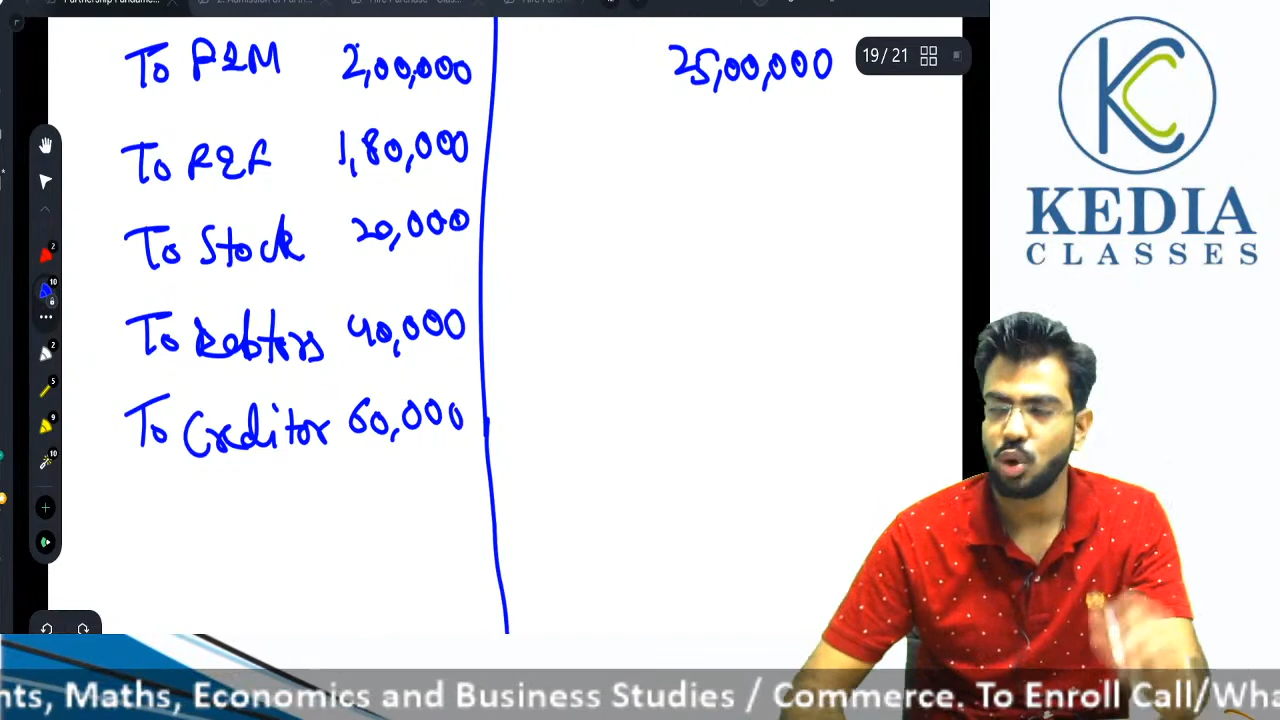 To P&M 2,00,000
25,00,000
19 / 21
To F&F 1,80,000
To Stock 20,000
To Debtors 40,000
To Creditor 60,000
KC
KEDIA
CLASSES
nts, Maths, Economics and Business Studies / Commerce. To Enroll Call/Wha